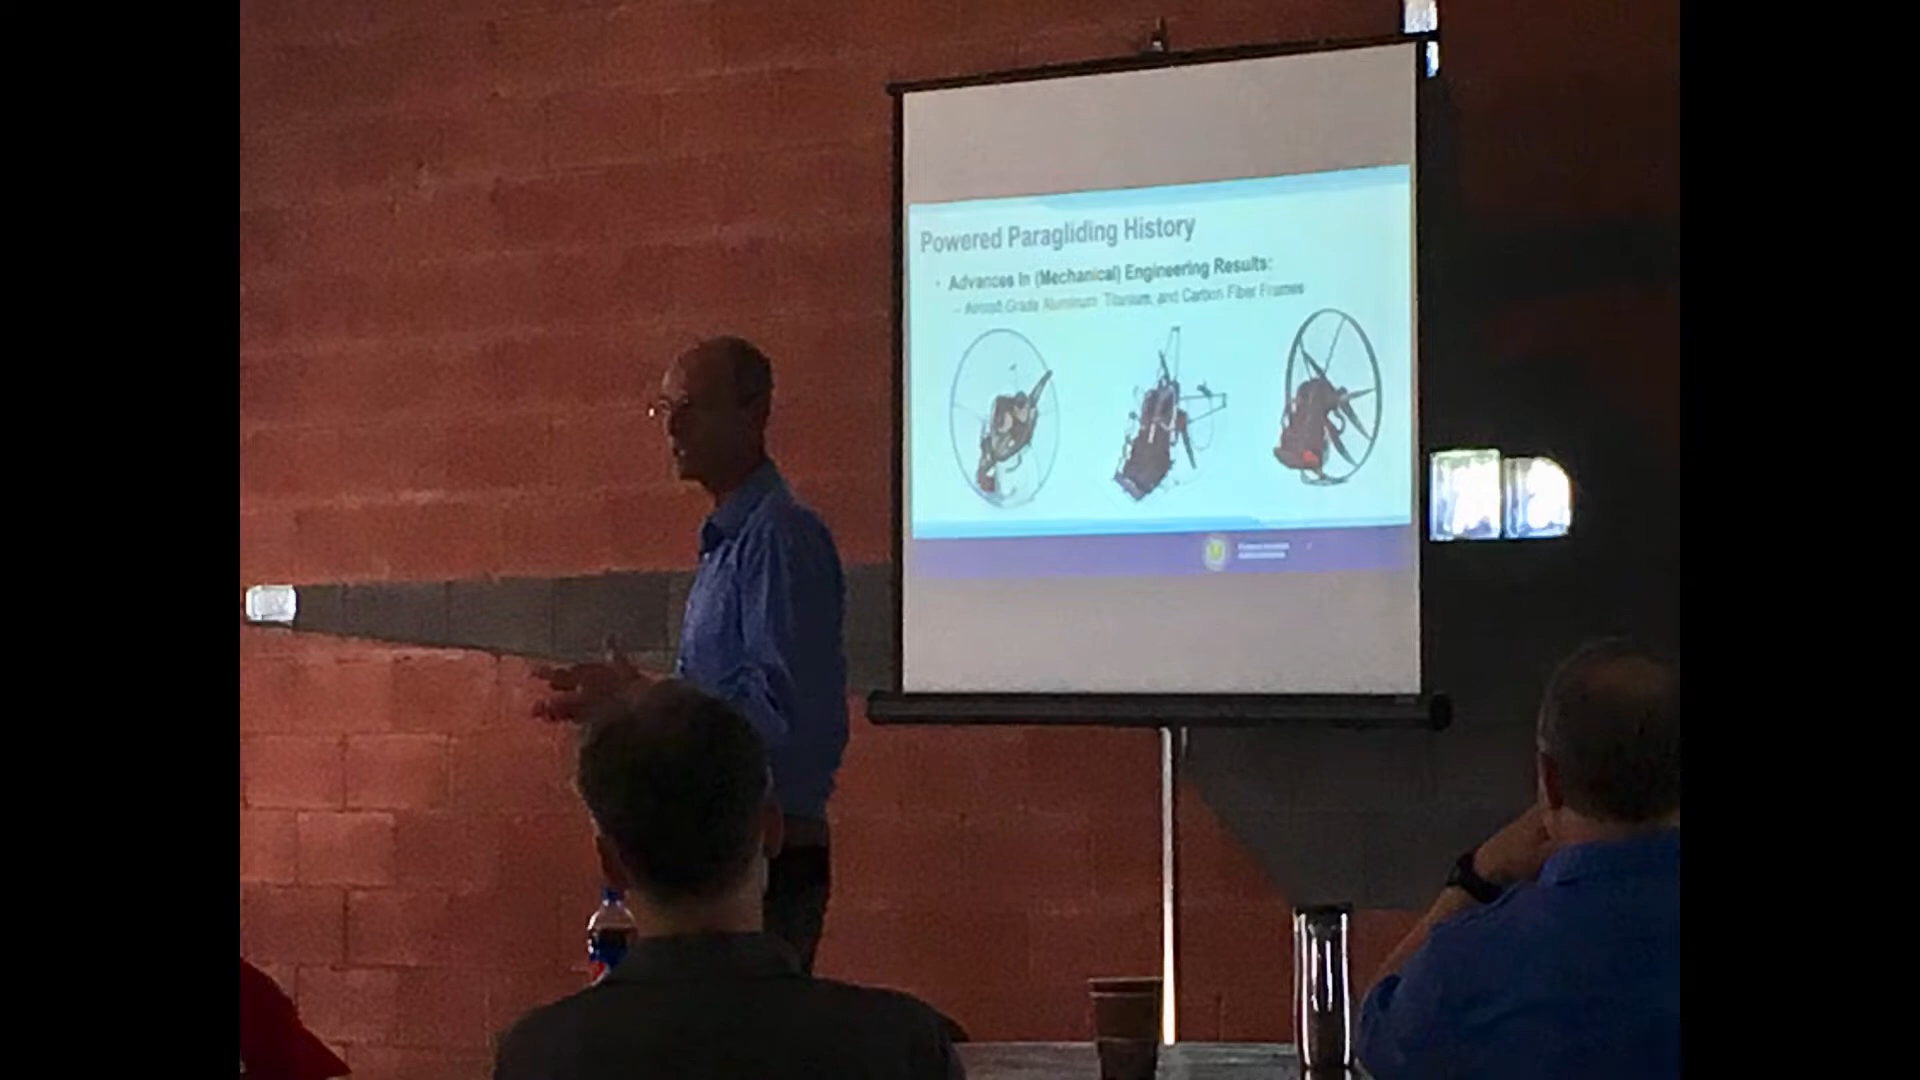 Powered Paragliding History
• Advances In (Mechanical) Engineering Results:
– Aircraft-Grade Aluminum, Titanium, and Carbon Fiber Frames